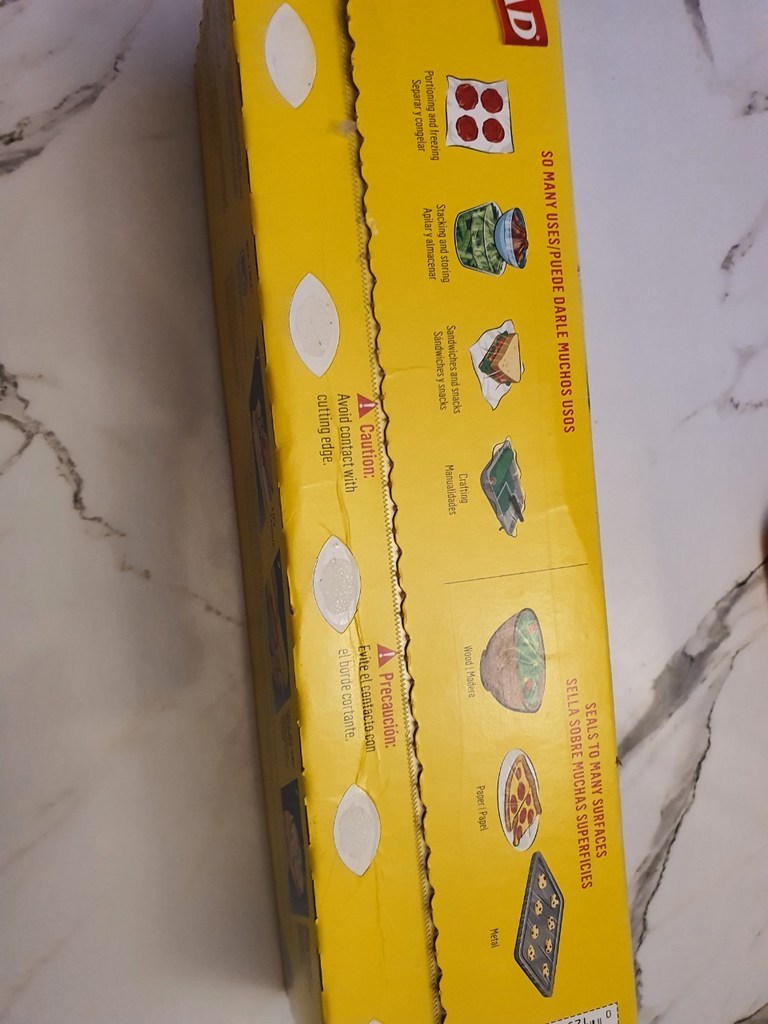 AD
SO MANY USES/PUEDE DARLE MUCHOS USOS
Portioning and freezing
Separar y congelar
Stacking and storing
Apilar y almacenar
Sandwiches and snacks
Sándwiches y snacks
Crafting
Manualidades
SEALS TO MANY SURFACES
SELLA SOBRE MUCHAS SUPERFICIES
Wood | Madera
Paper | Papel
Metal
Caution:
Avoid contact with
cutting edge.
Precaución:
Evite el contacto con
el borde cortante.